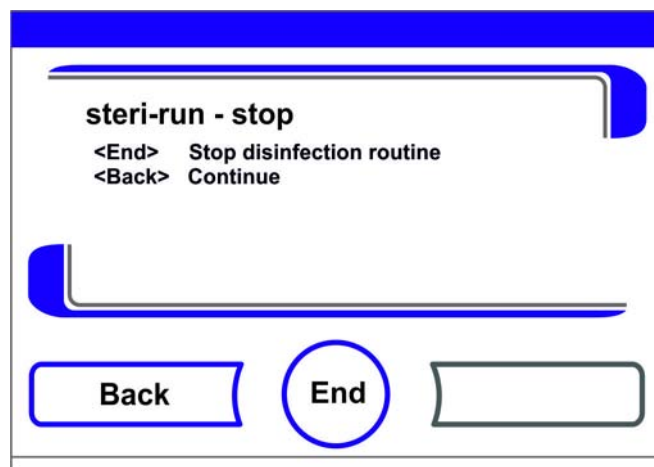 steri-run - stop
<End> Stop disinfection routine
<Back> Continue
Back
End